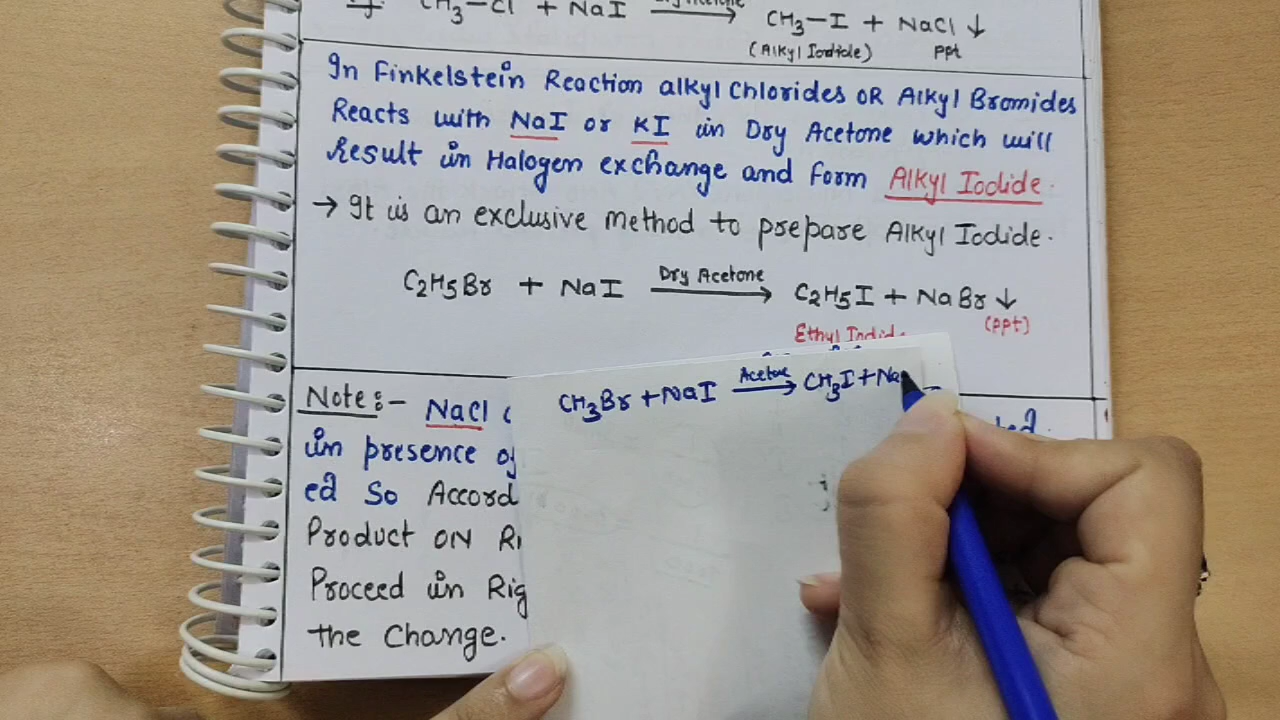 CH3-Cl + NaI → CH3-I + NaCl↓
(Alkyl Iodide) ppt
In Finkelstein Reaction alkyl Chlorides OR Alkyl Bromides
Reacts with NaI or KI in Dry Acetone which will
Result in Halogen exchange and form Alkyl Iodide.
→ It is an exclusive method to prepare Alkyl Iodide.
Dry Acetone
C2H5Br + NaI → C2H5I + NaBr↓
Ethyl (ppt)
Acetone
CH3Br + NaI → CH3I + Na
Note:- NaCl
in presence
ed So Accord
Product ON
Proceed in Rig
the Change.